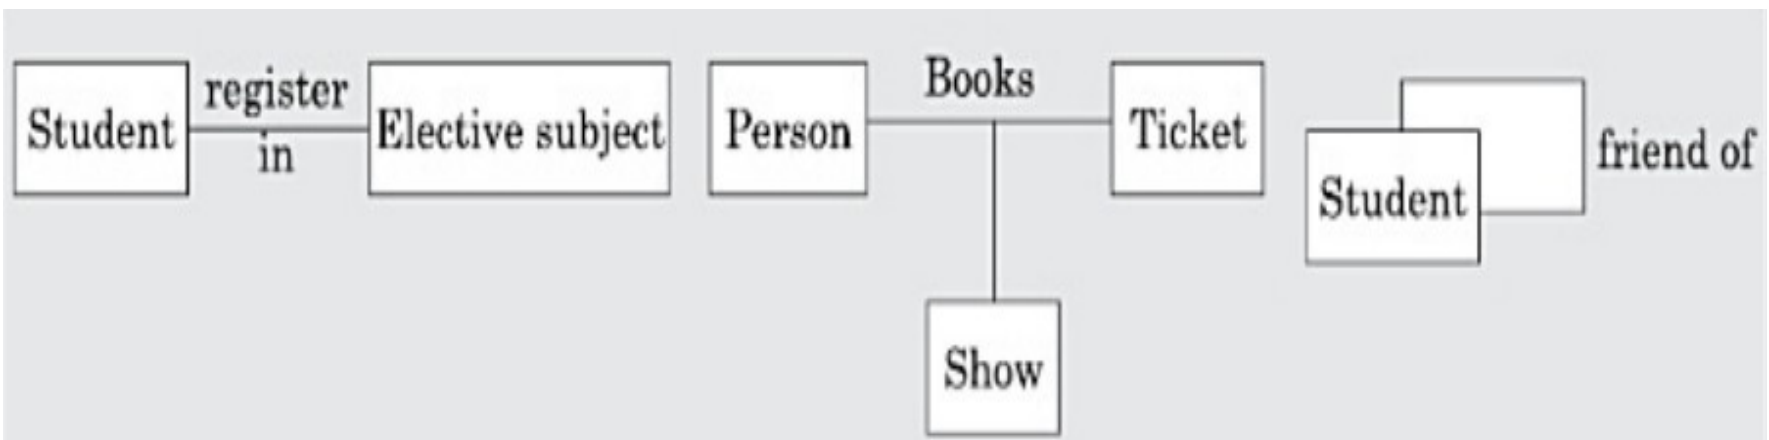 Student
register
in
Elective subject
Person
Books
Ticket
Show
Student
friend of